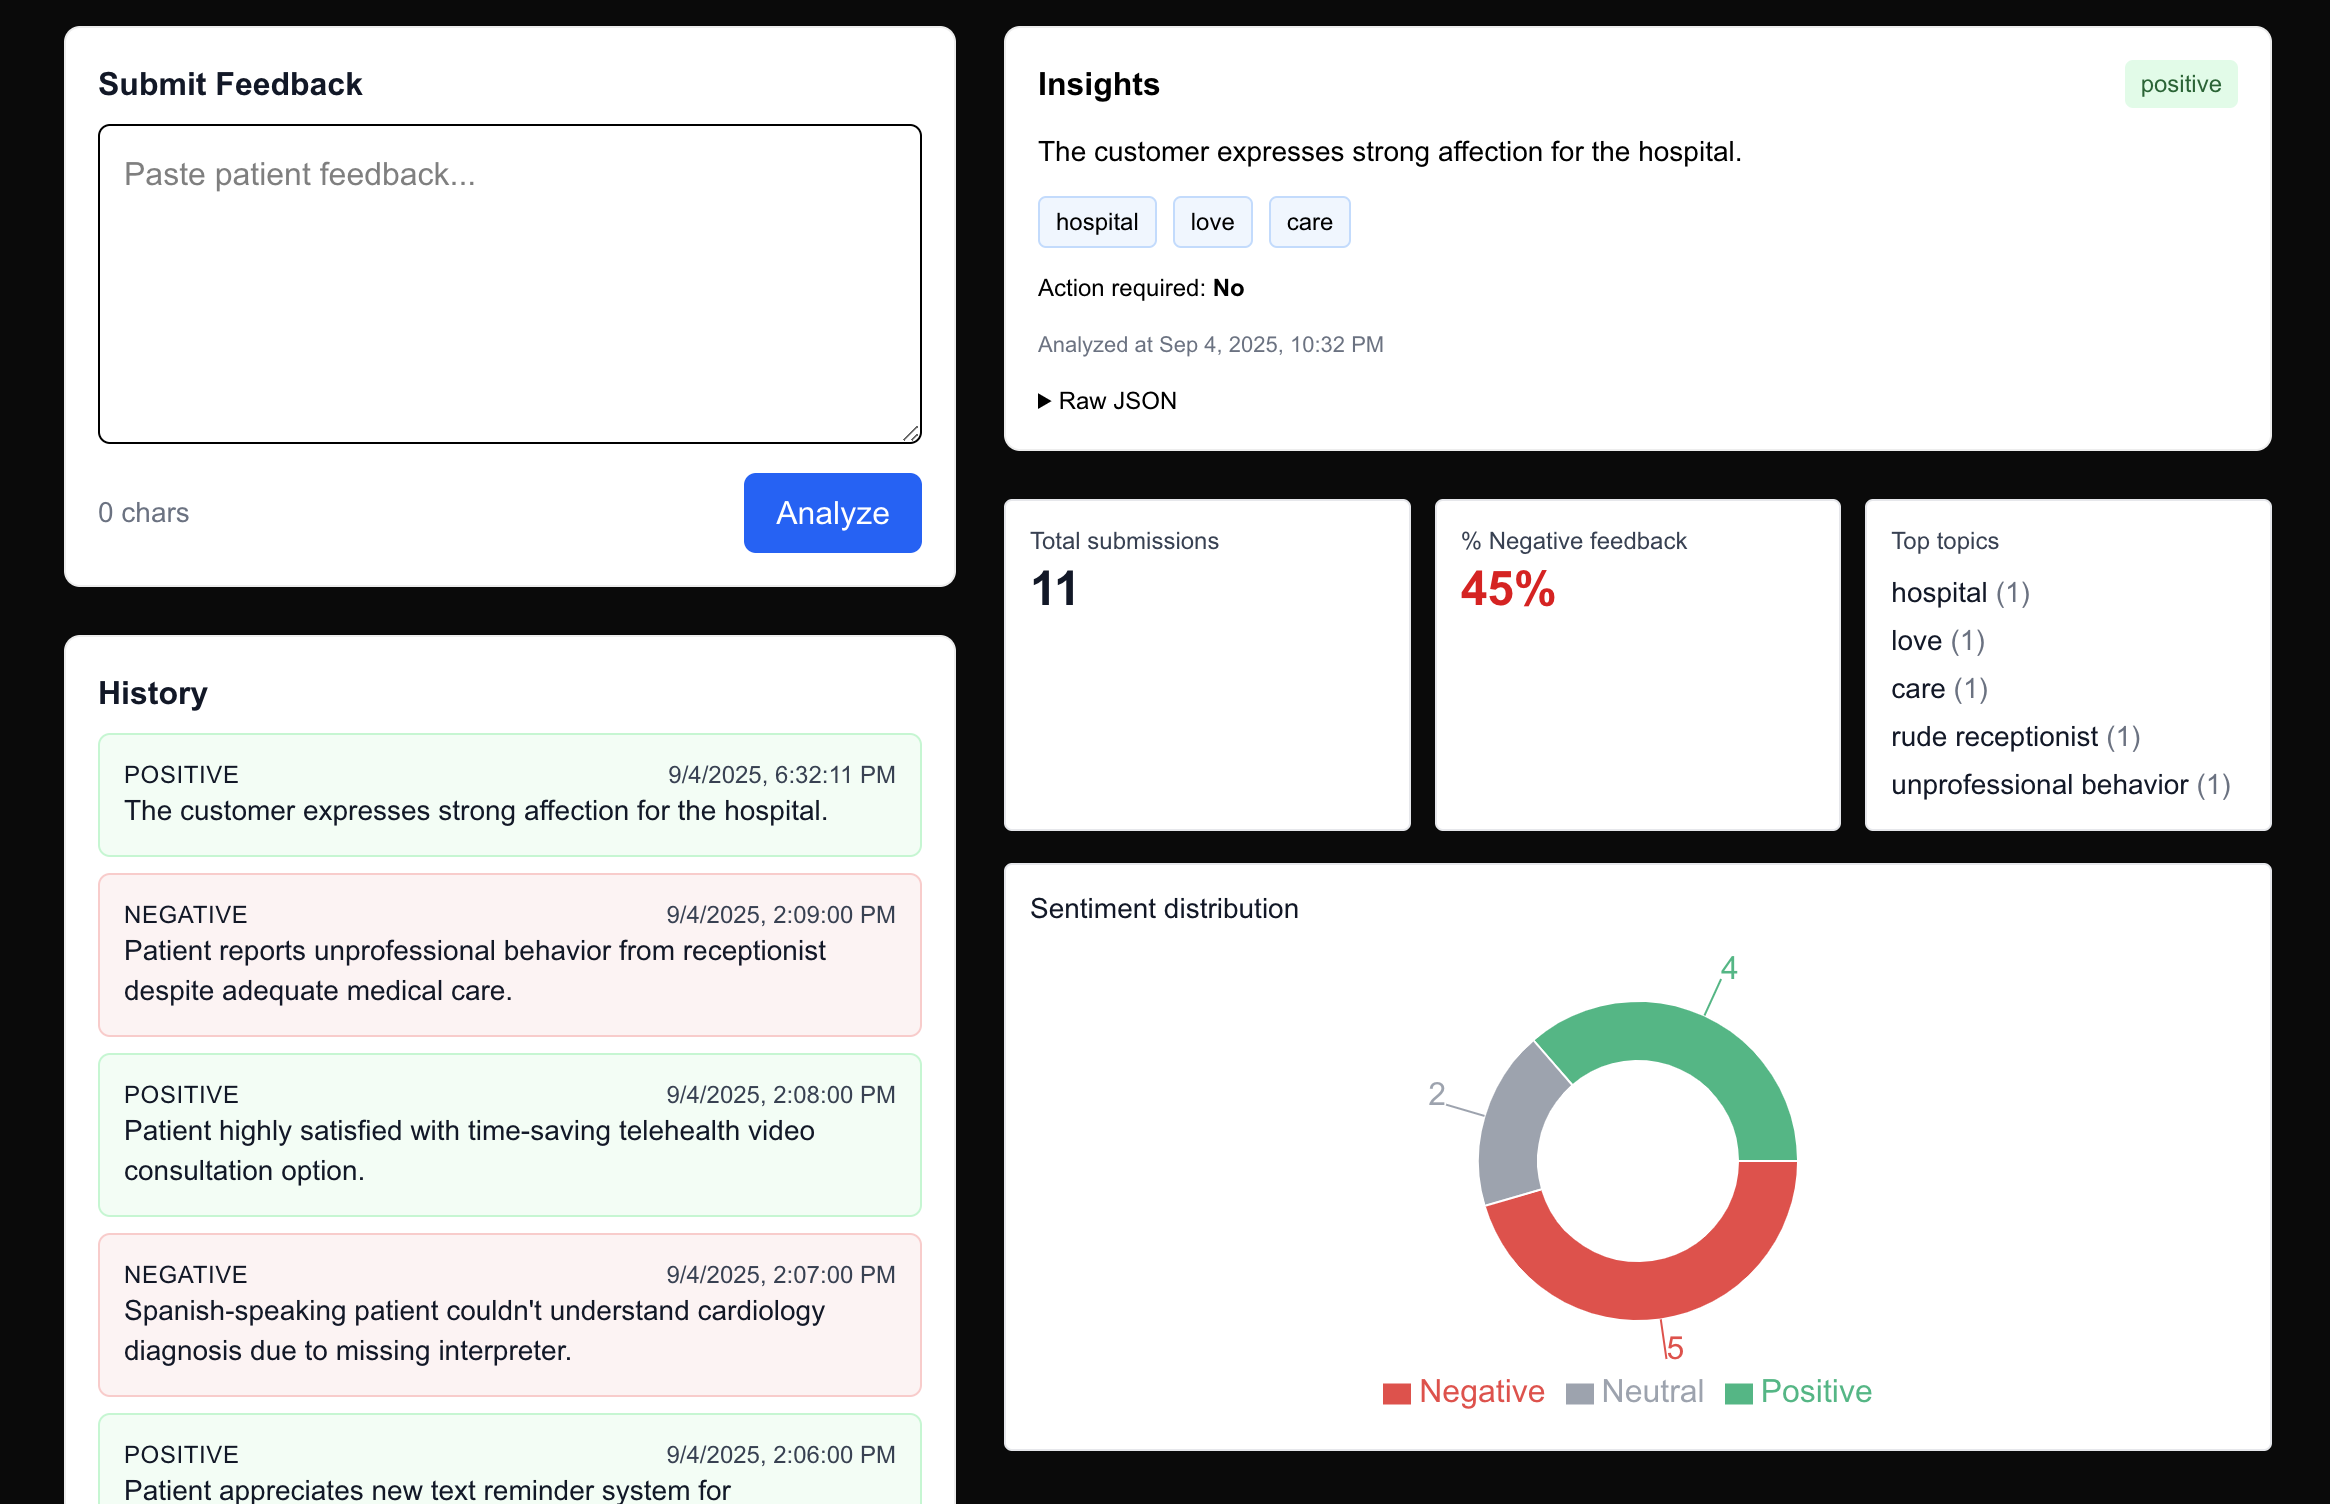 Submit Feedback
Paste patient feedback...
0 chars
Analyze
History
POSITIVE 9/4/2025, 6:32:11 PM
The customer expresses strong affection for the hospital.
NEGATIVE 9/4/2025, 2:09:00 PM
Patient reports unprofessional behavior from receptionist
despite adequate medical care.
POSITIVE 9/4/2025, 2:08:00 PM
Patient highly satisfied with time-saving telehealth video
consultation option.
NEGATIVE 9/4/2025, 2:07:00 PM
Spanish-speaking patient couldn't understand cardiology
diagnosis due to missing interpreter.
POSITIVE 9/4/2025, 2:06:00 PM
Patient appreciates new text reminder system for
Insights
positive
The customer expresses strong affection for the hospital.
hospital love care
Action required: No
Analyzed at Sep 4, 2025, 10:32 PM
Raw JSON
Total submissions
11
% Negative feedback
45%
Top topics
hospital (1)
love (1)
care (1)
rude receptionist (1)
unprofessional behavior (1)
Sentiment distribution
4
2
5
Negative Neutral Positive